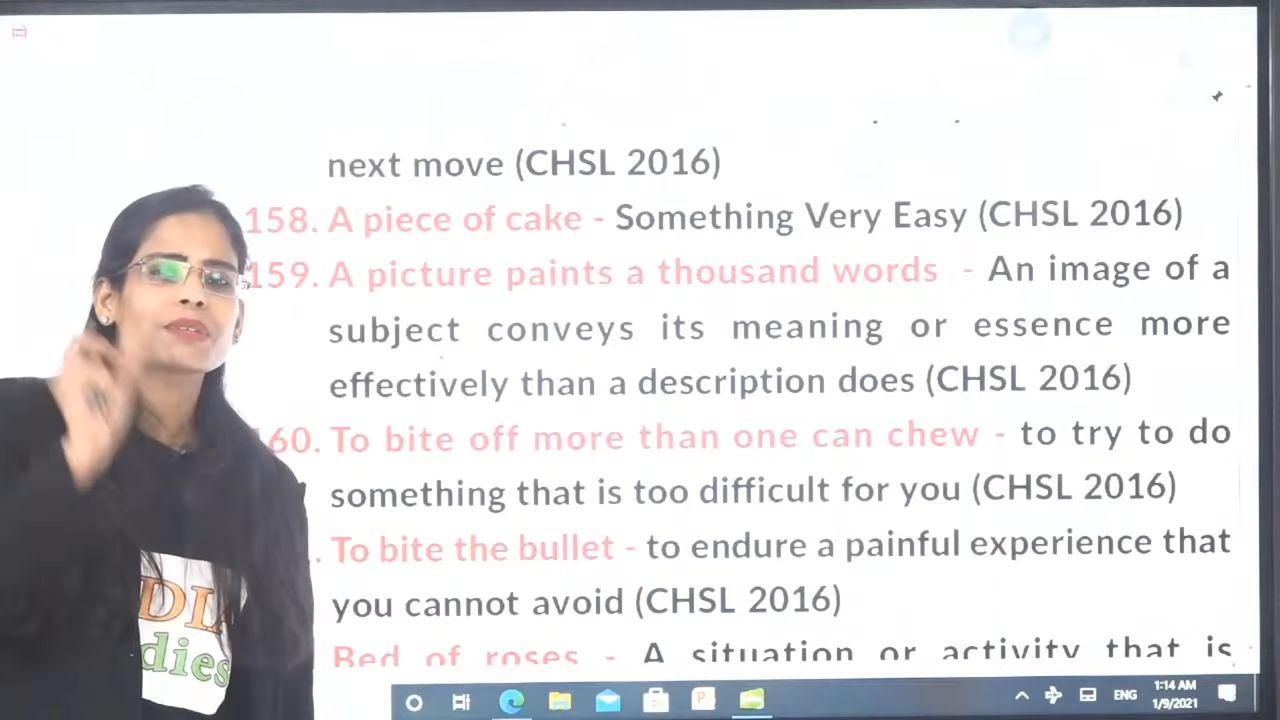 next move (CHSL 2016)
158. A piece of cake - Something Very Easy (CHSL 2016)
159. A picture paints a thousand words - An image of a
subject conveys its meaning or essence more
effectively than a description does (CHSL 2016)
60. To bite off more than one can chew - to try to do
something that is too difficult for you (CHSL 2016)
. To bite the bullet - to endure a painful experience that
you cannot avoid (CHSL 2016)
Bed of roses - A situation or activity that is
dies
ENG
1:14 AM
1/9/2021